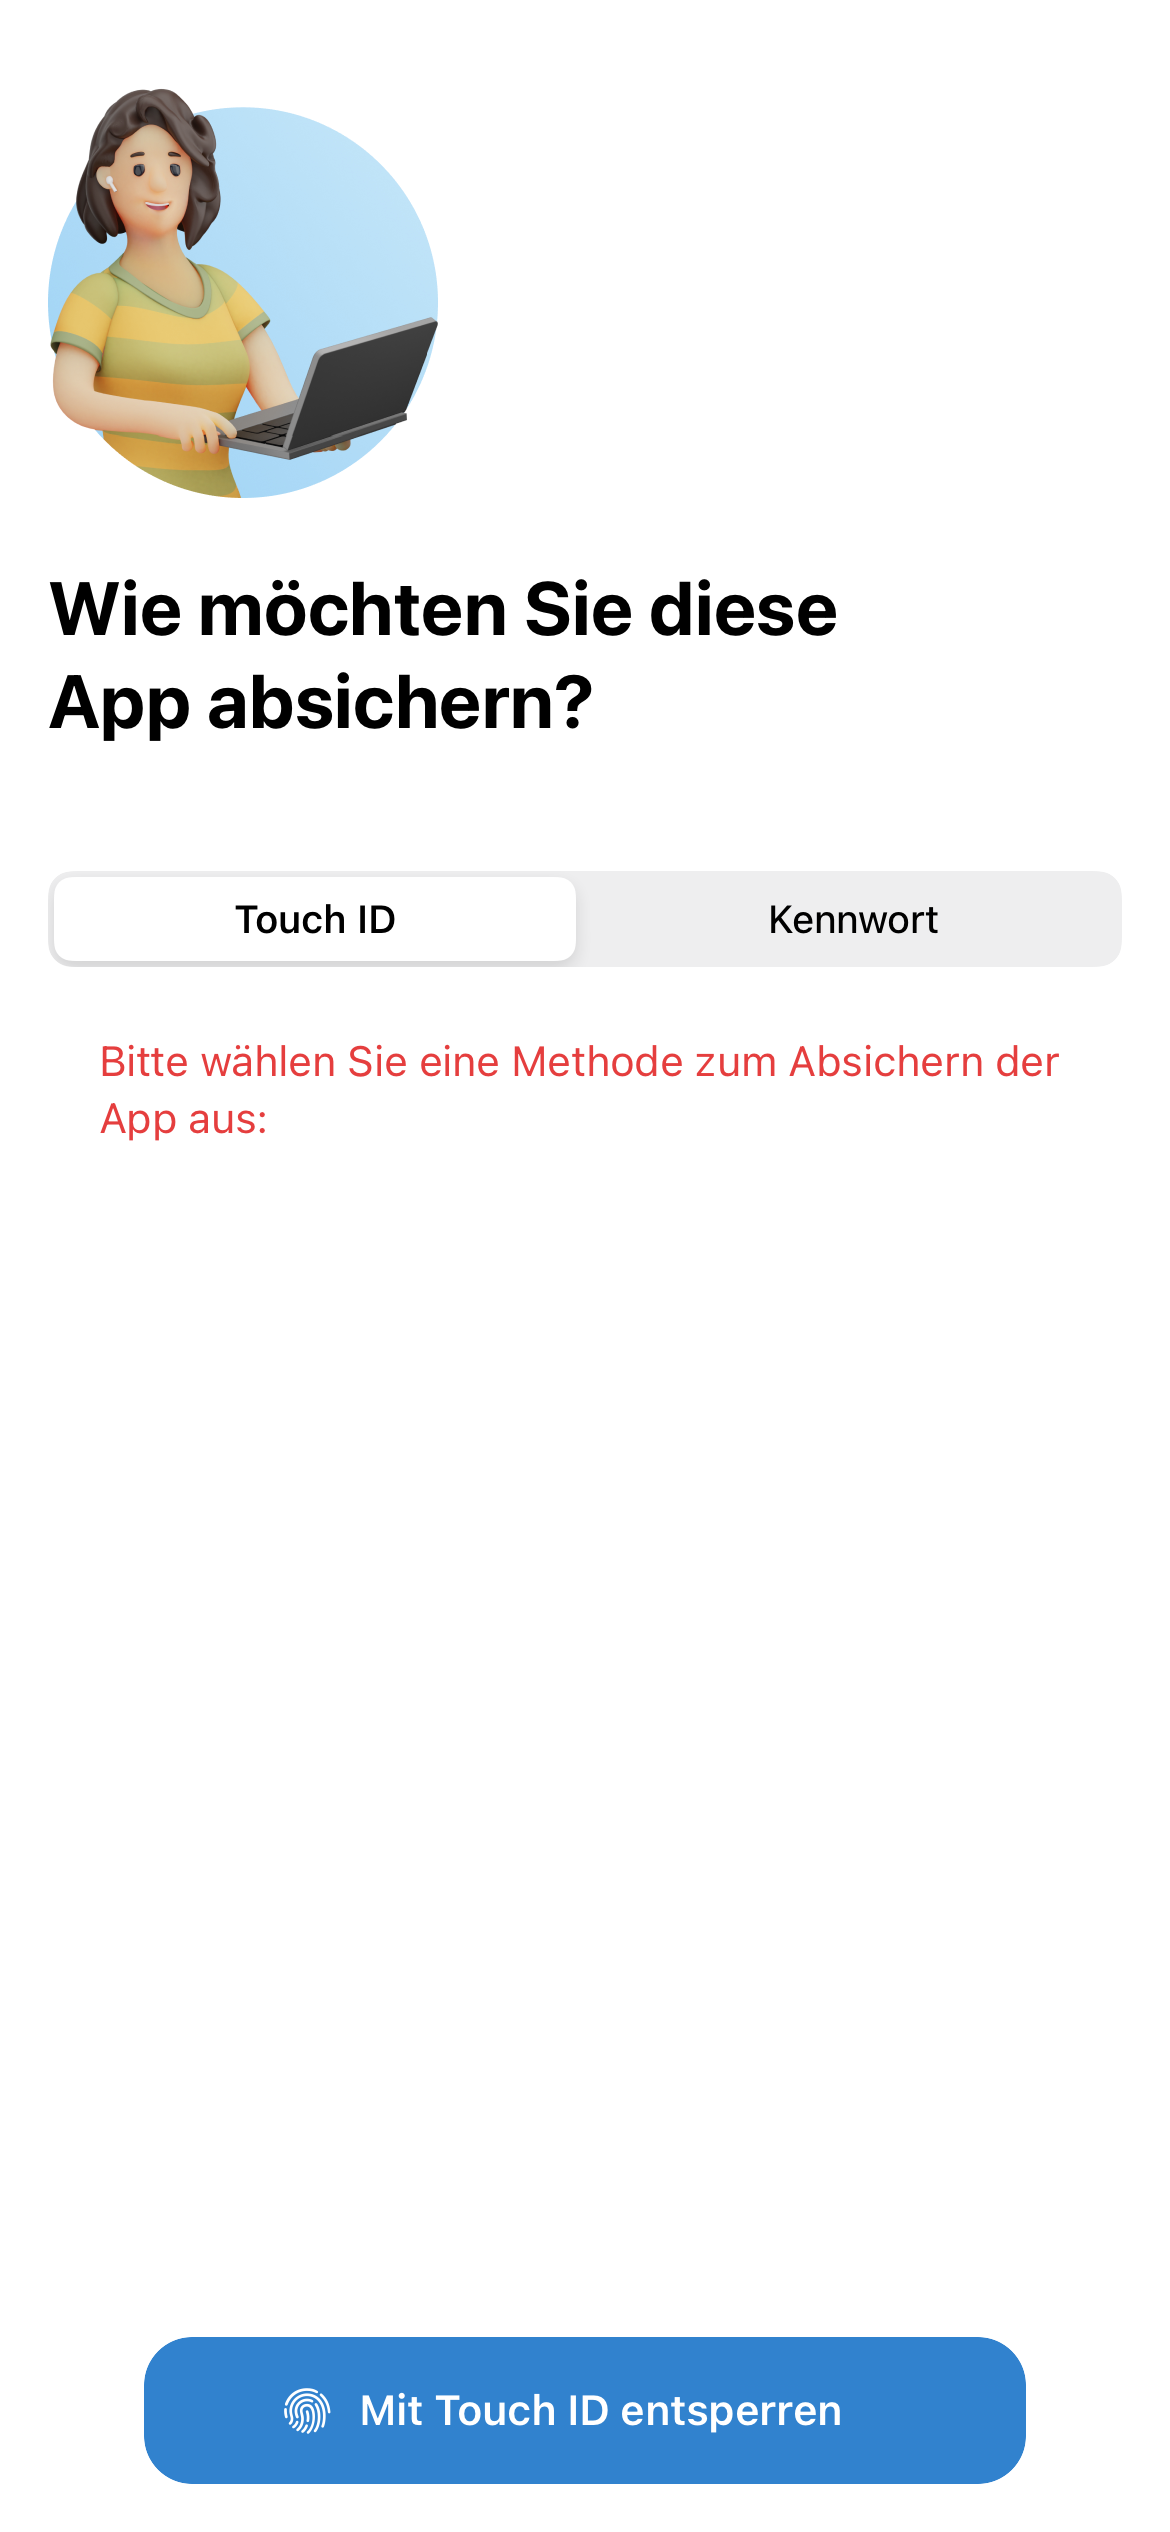 Wie möchten Sie diese
App absichern?
Touch ID
Kennwort
Bitte wählen Sie eine Methode zum Absichern der
App aus:
Mit Touch ID entsperren